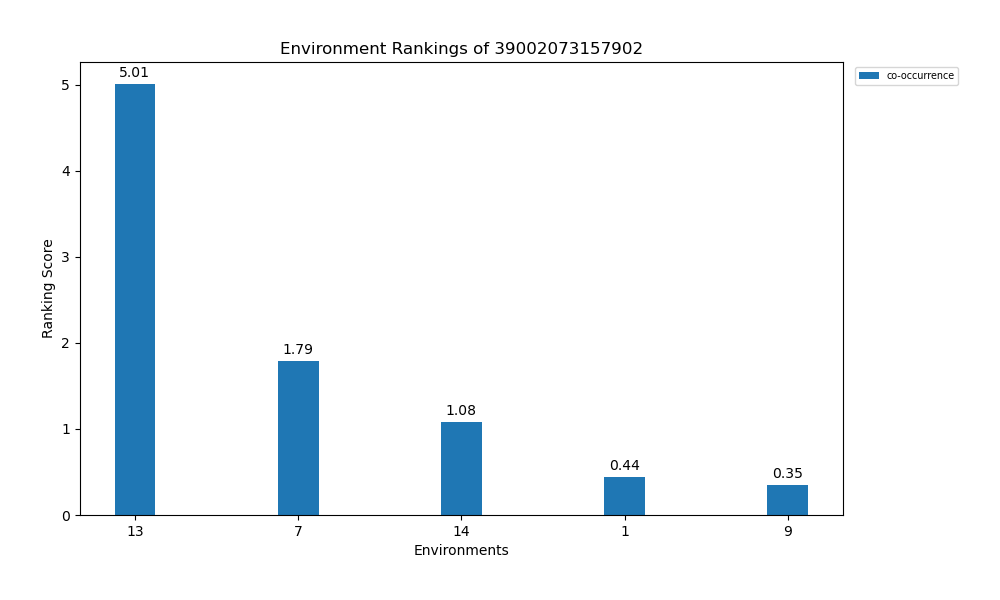 Environment Rankings of 39002073157902
co-occurrence
Ranking Score
5
4
3
2
1
0
5.01
1.79
1.08
0.44
0.35
13 7 14 1 9
Environments